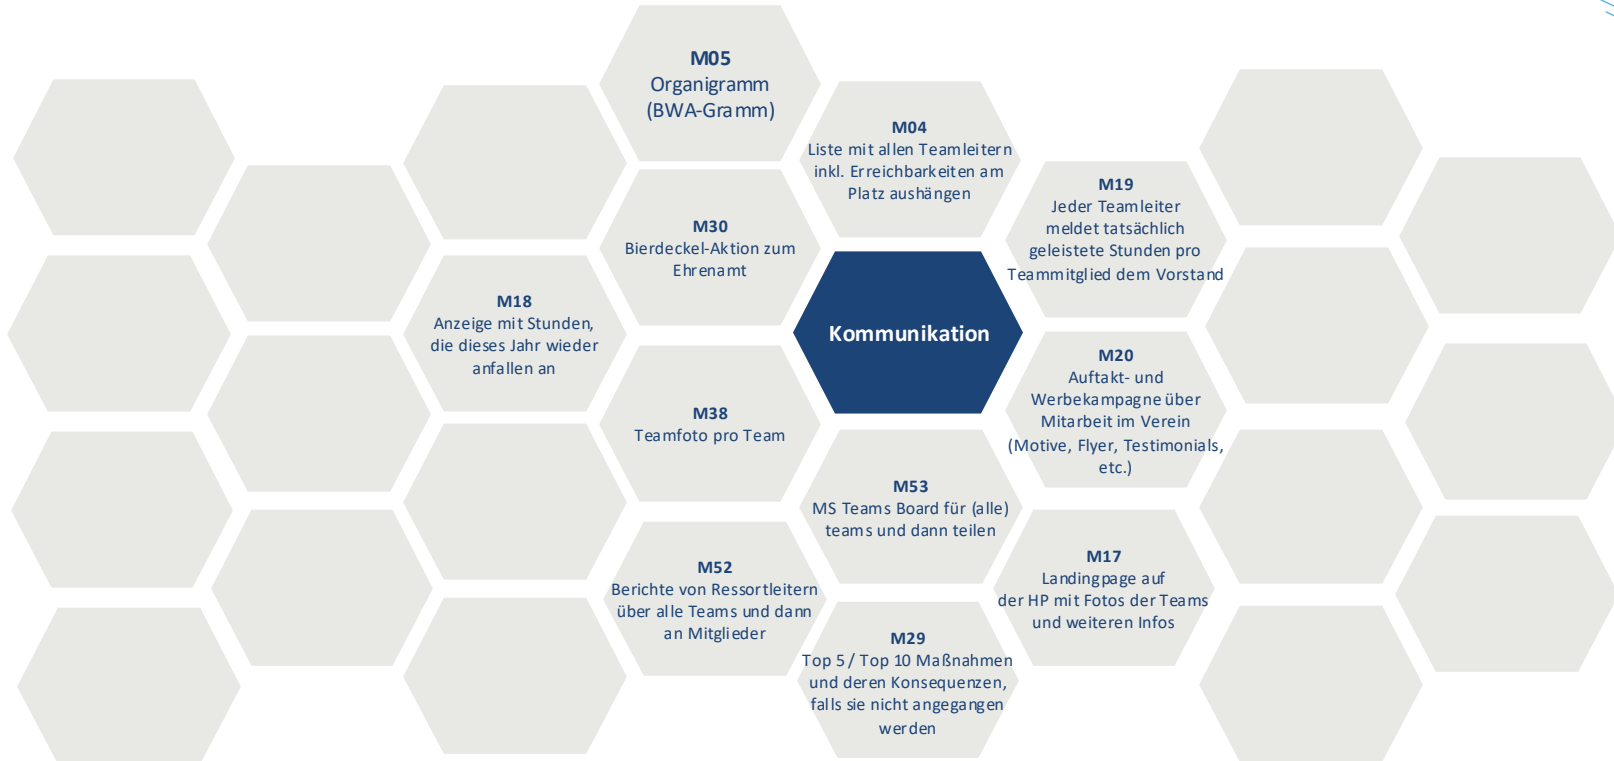 M05
Organigramm
(BWA-Gramm)
M04
Liste mit allen Teamleitern
inkl. Erreichbarkeiten am
Platz aushängen
M19
Jeder Teamleiter
meldet tatsächlich
geleistete Stunden pro
Teammitglied dem Vorstand
M30
Bierdeckel-Aktion zum
Ehrenamt
M18
Anzeige mit Stunden,
die dieses Jahr wieder
anfallen an
Kommunikation
M20
Auftakt- und
Werbekampagne über
Mitarbeit im Verein
(Motive, Flyer, Testimonials,
etc.)
M38
Teamfoto pro Team
M53
MS Teams Board für (alle)
teams und dann teilen
M52
Berichte von Ressortleitern
über alle Teams und dann
an Mitglieder
M17
Landingpage auf
der HP mit Fotos der Teams
und weiteren Infos
M29
Top 5 / Top 10 Maßnahmen
und deren Konsequenzen,
falls sie nicht angegangen
werden